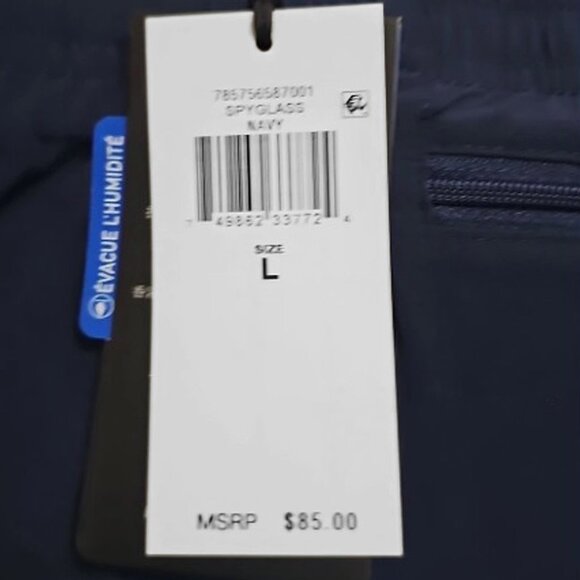 785756587001
SPYGLASS
NAVY
7 49862 33772 4
SIZE
L
MSRP $85.00
ÉVACUE L'HUMIDITÉ